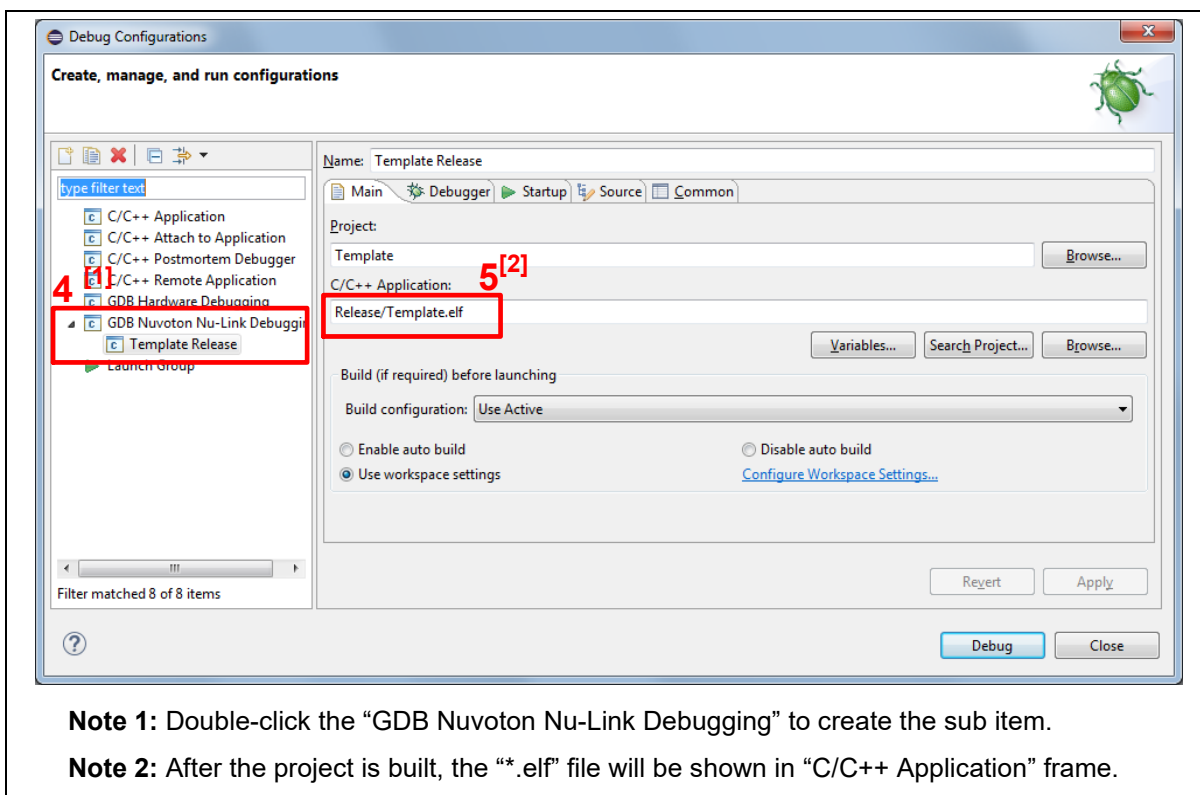 Debug Configurations
Create, manage, and run configurations
Name: Template Release
type filter text
Main
Debugger
Startup
Source
Common
C/C++ Application
C/C++ Attach to Application
C/C++ Postmortem Debugger
C/C++ Remote Application
GDB Hardware Debugging
GDB Nuvoton Nu-Link Debuggin
Template Release
Launch Group
4 [1]
Project:
Template
Browse...
5[2]
C/C++ Application:
Release/Template.elf
Variables...
Search Project...
Browse...
Build (if required) before launching
Build configuration: Use Active
Enable auto build
Disable auto build
Use workspace settings
Configure Workspace Settings...
Filter matched 8 of 8 items
Revert
Apply
Debug
Close
Note 1: Double-click the “GDB Nuvoton Nu-Link Debugging” to create the sub item.
Note 2: After the project is built, the “*.elf” file will be shown in “C/C++ Application” frame.